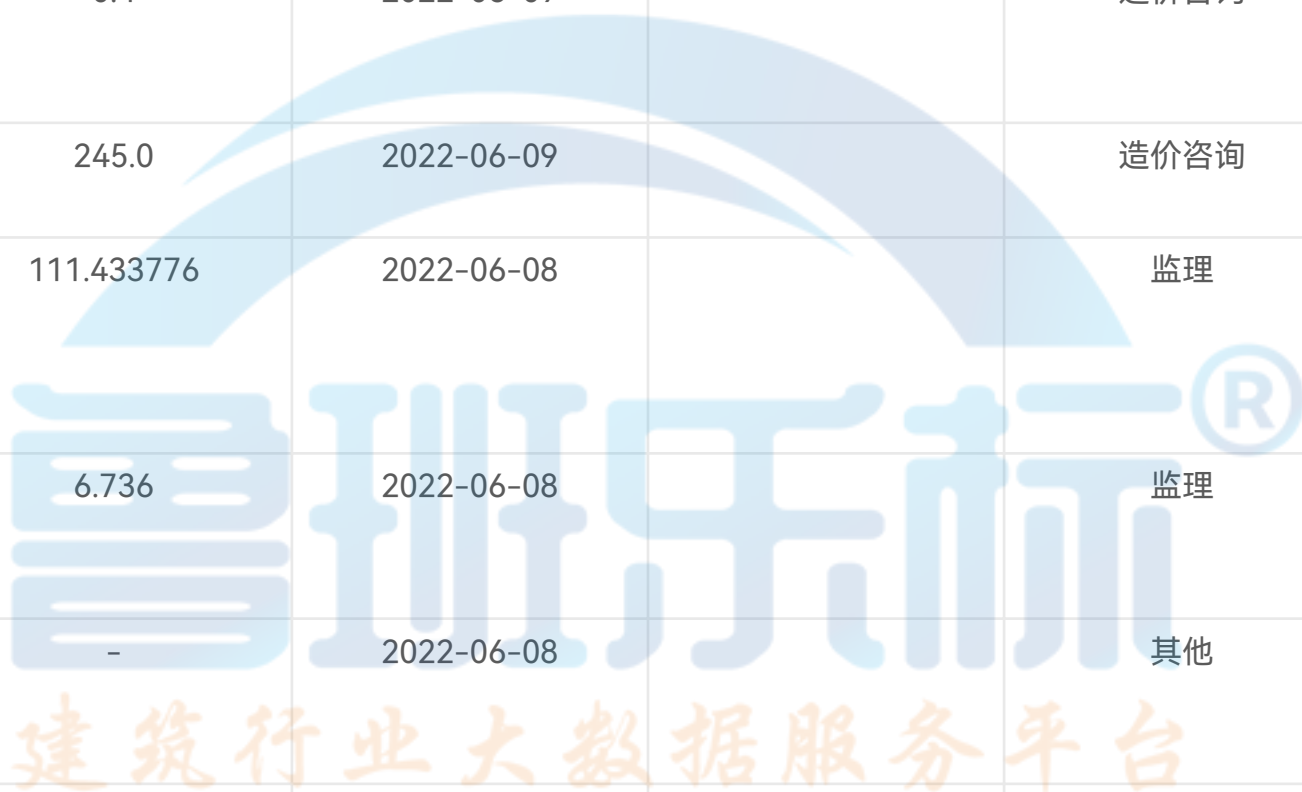 245.0 2022-06-09 造价咨询
111.433776 2022-06-08 监理
鲁班乐标®
6.736 2022-06-08 监理
- 2022-06-08 其他
建筑行业大数据服务平台